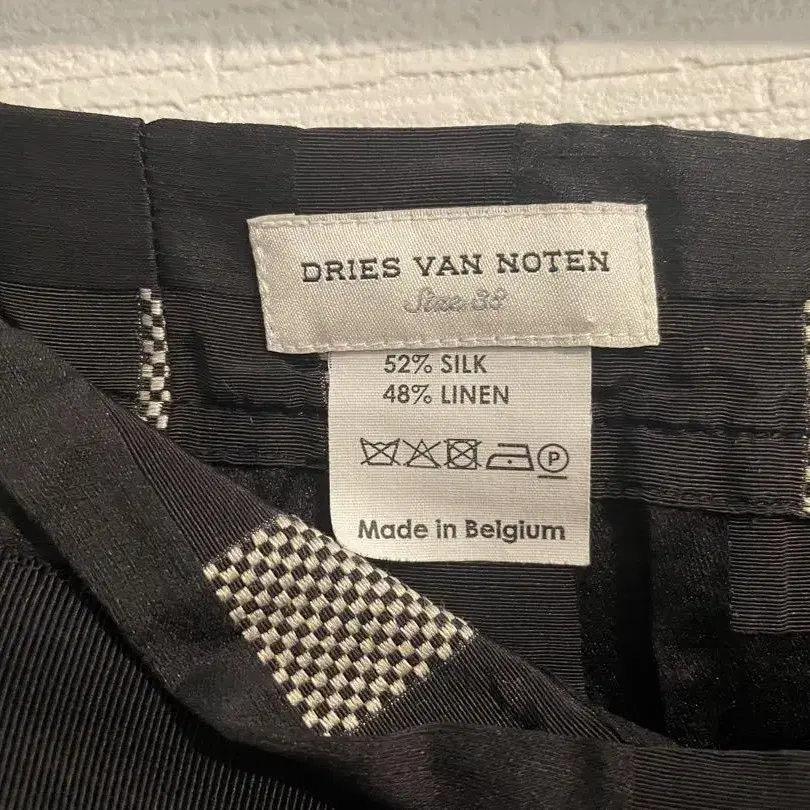 DRIES VAN NOTEN
Size 38
52% SILK
48% LINEN
P
Made in Belgium